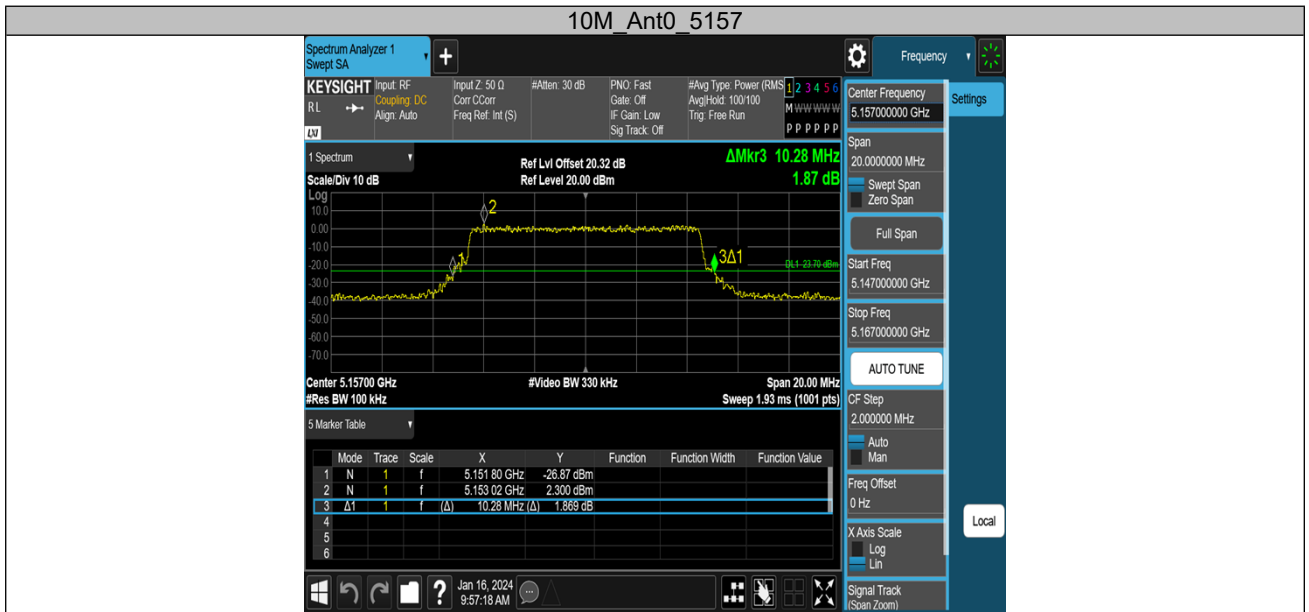 10M_Ant0_5157
Spectrum Analyzer 1
Swept SA
+
Frequency
KEYSIGHT
RL
LXI
Input: RF
Coupling: DC
Align: Auto
Input Z: 50 Ω
Corr CCorr
Freq Ref: Int (S)
#Atten: 30 dB
PNO: Fast
Gate: Off
IF Gain: Low
Sig Track: Off
#Avg Type: Power (RMS
Avg|Hold: 100/100
Trig: Free Run
1 2 3 4 5 6
M W W W W W
P P P P P P
1 Spectrum
Scale/Div 10 dB
Ref Lvl Offset 20.32 dB
Ref Level 20.00 dBm
ΔMkr3 10.28 MHz
1.87 dB
Log
10.0
0.00
-10.0
-20.0
-30.0
-40.0
-50.0
-60.0
-70.0
2
1
3Δ1
DL1 -23.70 dBm
Center 5.15700 GHz
#Video BW 330 kHz
Span 20.00 MHz
#Res BW 100 kHz
Sweep 1.93 ms (1001 pts)
5 Marker Table
Mode Trace Scale X Y Function Function Width Function Value
1 N 1 f 5.151 80 GHz -26.87 dBm
2 N 1 f 5.153 02 GHz 2.300 dBm
3 Δ1 1 f (Δ) 10.28 MHz (Δ) 1.869 dB
4
5
6
Center Frequency
5.157000000 GHz
Settings
Span
20.0000000 MHz
Swept Span
Zero Span
Full Span
Start Freq
5.147000000 GHz
Stop Freq
5.167000000 GHz
AUTO TUNE
CF Step
2.000000 MHz
Auto
Man
Freq Offset
0 Hz
X Axis Scale
Log
Lin
Signal Track
(Span Zoom)
Local
?
Jan 16, 2024
9:57:18 AM